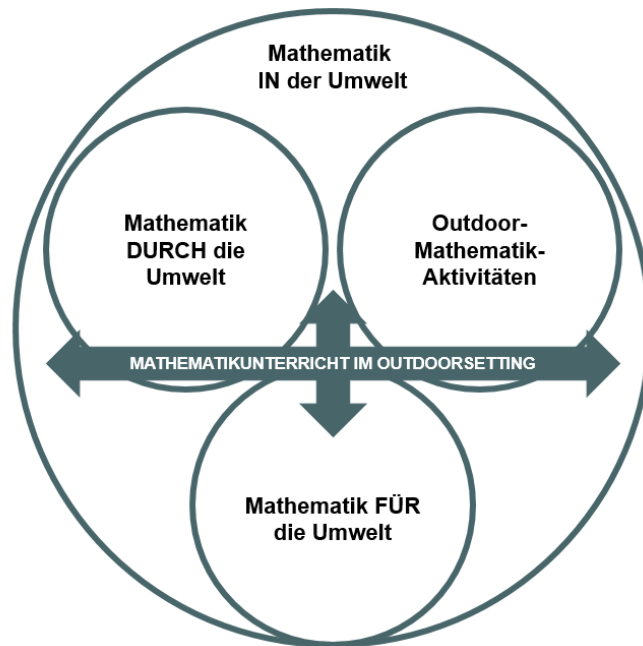 Mathematik
IN der Umwelt
Mathematik
DURCH die
Umwelt
Outdoor-
Mathematik-
Aktivitäten
MATHEMATIKUNTERRICHT IM OUTDOORSETTING
Mathematik FÜR
die Umwelt